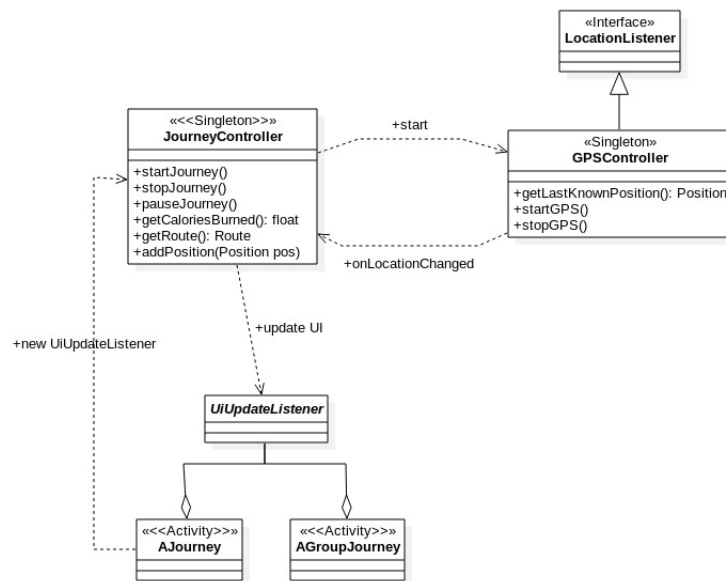 «Interface»
LocationListener
«<<Singleton>>»
JourneyController
+startJourney()
+stopJourney()
+pauseJourney()
+getCaloriesBurned(): float
+getRoute(): Route
+addPosition(Position pos)
+start
«Singleton»
GPSController
+getLastKnownPosition(): Position
+startGPS()
+stopGPS()
+onLocationChanged
+update UI
+new UiUpdateListener
UiUpdateListener
«<<Activity>>»
AJourney
«<<Activity>>»
AGroupJourney